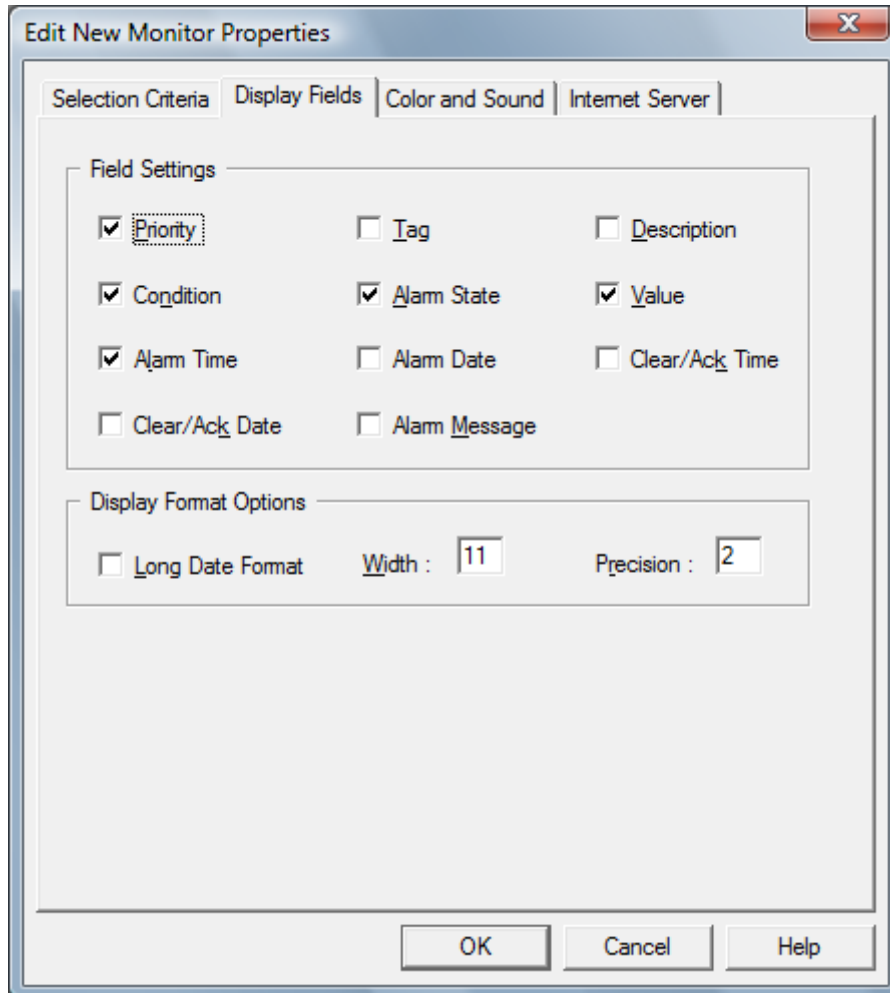 Edit New Monitor Properties
Selection Criteria Display Fields Color and Sound Internet Server
Field Settings
Priority Tag Description
Condition Alarm State Value
Alarm Time Alarm Date Clear/Ack Time
Clear/Ack Date Alarm Message
Display Format Options
Long Date Format Width : 11 Precision : 2
OK Cancel Help